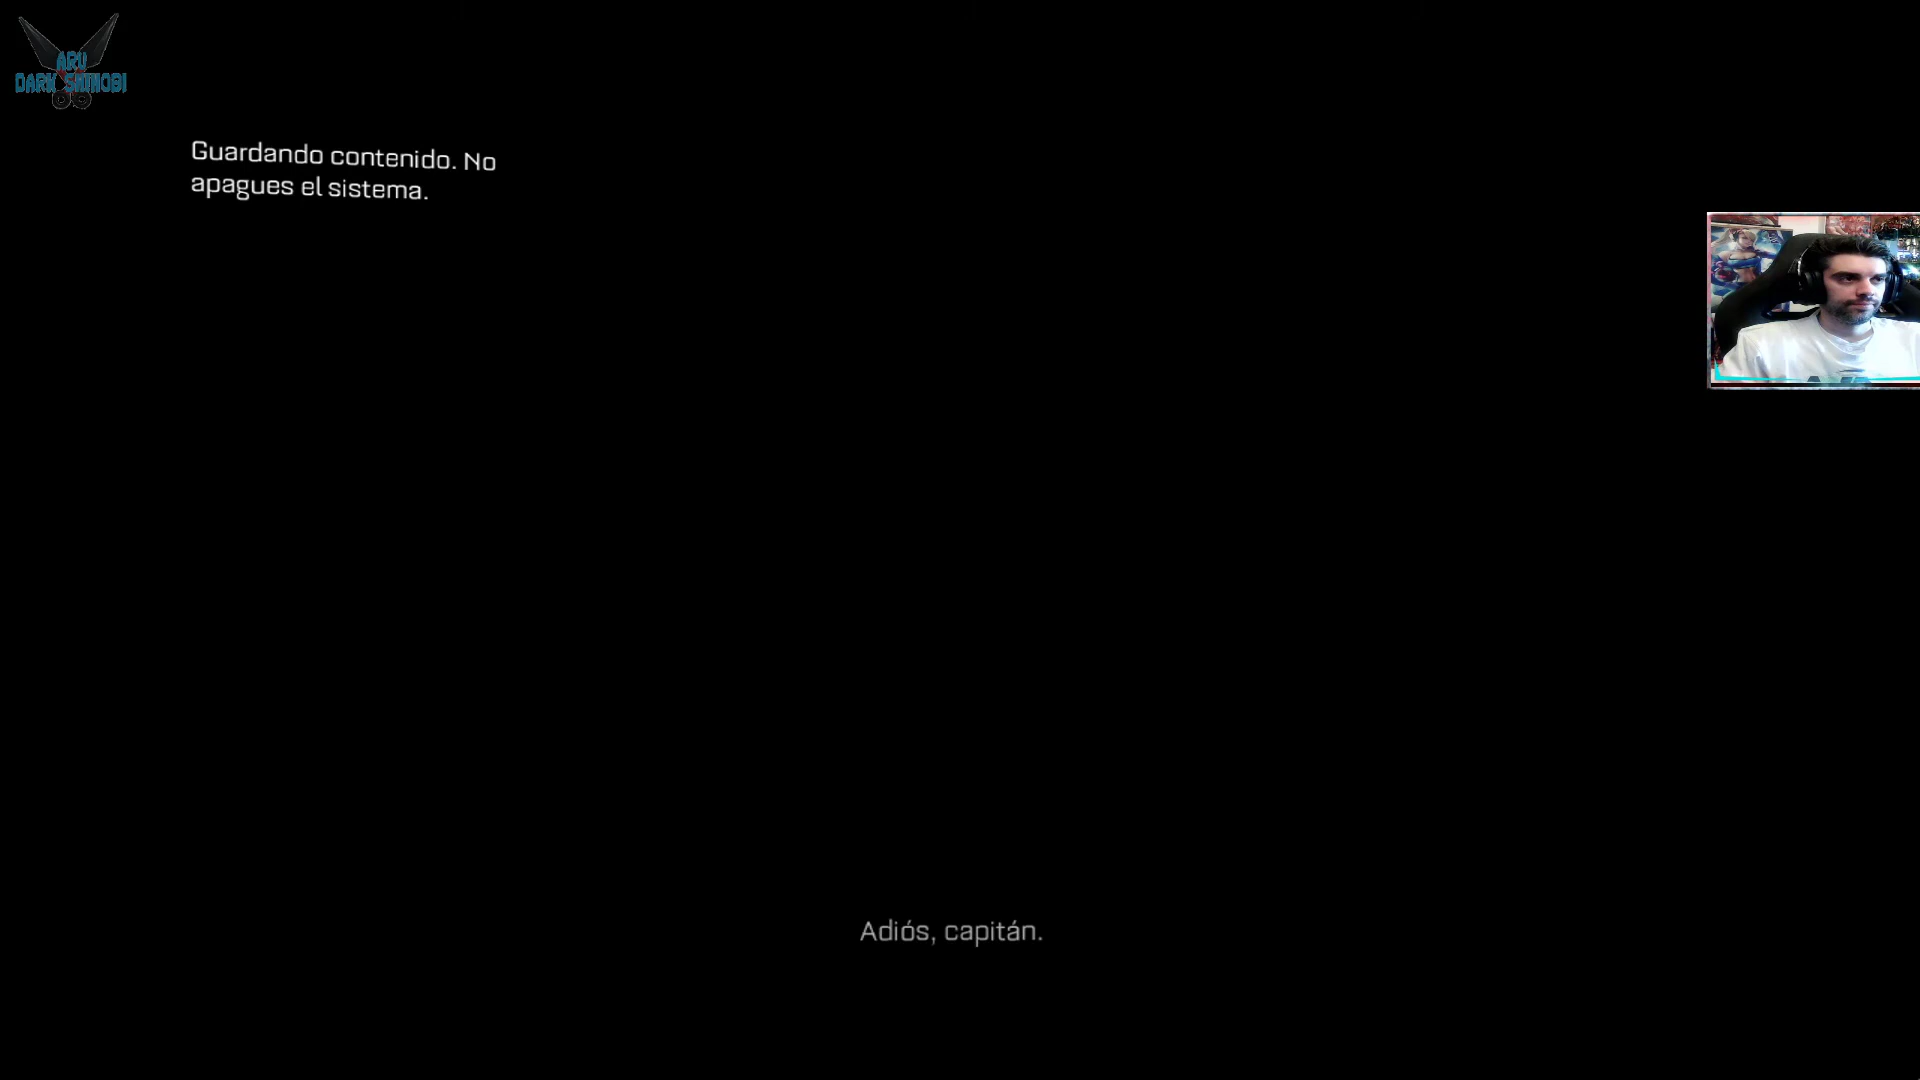 ARU
DARK SHINOBI
Guardando contenido. No
apagues el sistema.
Adiós, capitán.